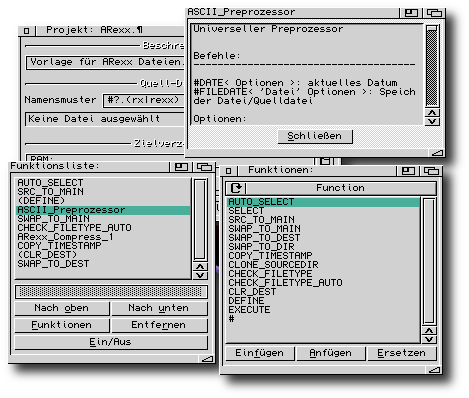 Projekt: ARexx.¶
Beschre
Vorlage für ARexx Dateien
Quell-D
Namensmuster #?.(rx|rexx)
Keine Datei ausgewählt
Zielverz
RAM:
ASCII_Preprozessor
Universeller Preprozessor
Befehle:
#DATE< Optionen >: aktuelles Datum
#FILEDATE< 'Datei' Optionen >: Speich
der Datei/Quelldatei
Optionen:
Schließen
Funktionsliste:
AUTO_SELECT
SRC_TO_MAIN
(DEFINE)
ASCII_Preprozessor
SWAP_TO_MAIN
CHECK_FILETYPE_AUTO
ARexx_Compress_1
COPY_TIMESTAMP
(CLR_DEST)
SWAP_TO_DEST
Nach oben Nach unten
Funktionen Entfernen
Ein/Aus
Funktionen:
Function
AUTO_SELECT
SELECT
SRC_TO_MAIN
SWAP_TO_MAIN
SWAP_TO_DEST
SWAP_TO_DIR
COPY_TIMESTAMP
CLONE_SOURCEDIR
CHECK_FILETYPE
CHECK_FILETYPE_AUTO
CLR_DEST
DEFINE
EXECUTE
#
Einfügen Anfügen Ersetzen